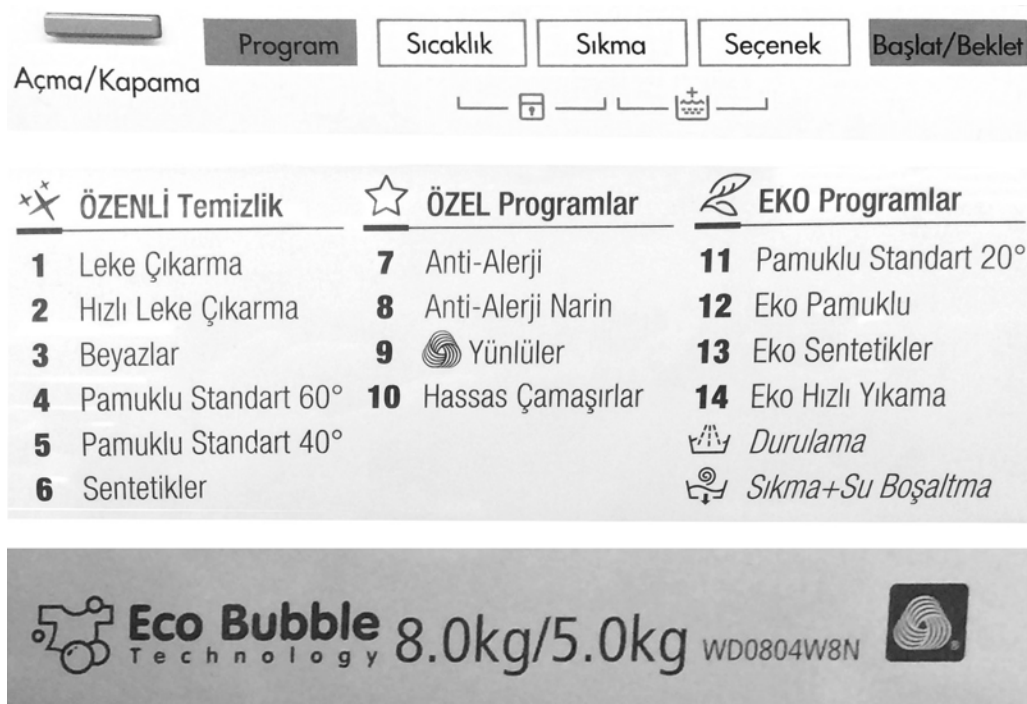 Program Sıcaklık Sıkma Seçenek Başlat/Beklet
Açma/Kapama
ÖZENLİ Temizlik
1 Leke Çıkarma
2 Hızlı Leke Çıkarma
3 Beyazlar
4 Pamuklu Standart 60°
5 Pamuklu Standart 40°
6 Sentetikler
ÖZEL Programlar
7 Anti-Alerji
8 Anti-Alerji Narin
9 Yünlüler
10 Hassas Çamaşırlar
EKO Programlar
11 Pamuklu Standart 20°
12 Eko Pamuklu
13 Eko Sentetikler
14 Eko Hızlı Yıkama
Durulama
Sıkma+Su Boşaltma
Eco Bubble
Technology
8.0kg/5.0kg WD0804W8N